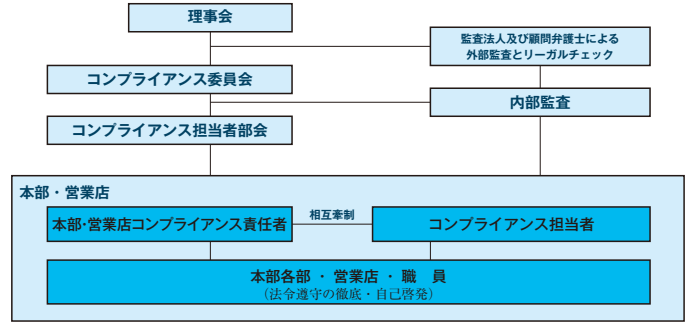 理事会
監査法人及び顧問弁護士による
外部監査とリーガルチェック
コンプライアンス委員会
内部監査
コンプライアンス担当者部会
本部・営業店
本部・営業店コンプライアンス責任者
相互牽制
コンプライアンス担当者
本部各部 ・ 営業店 ・ 職　員
（法令遵守の徹底・自己啓発）